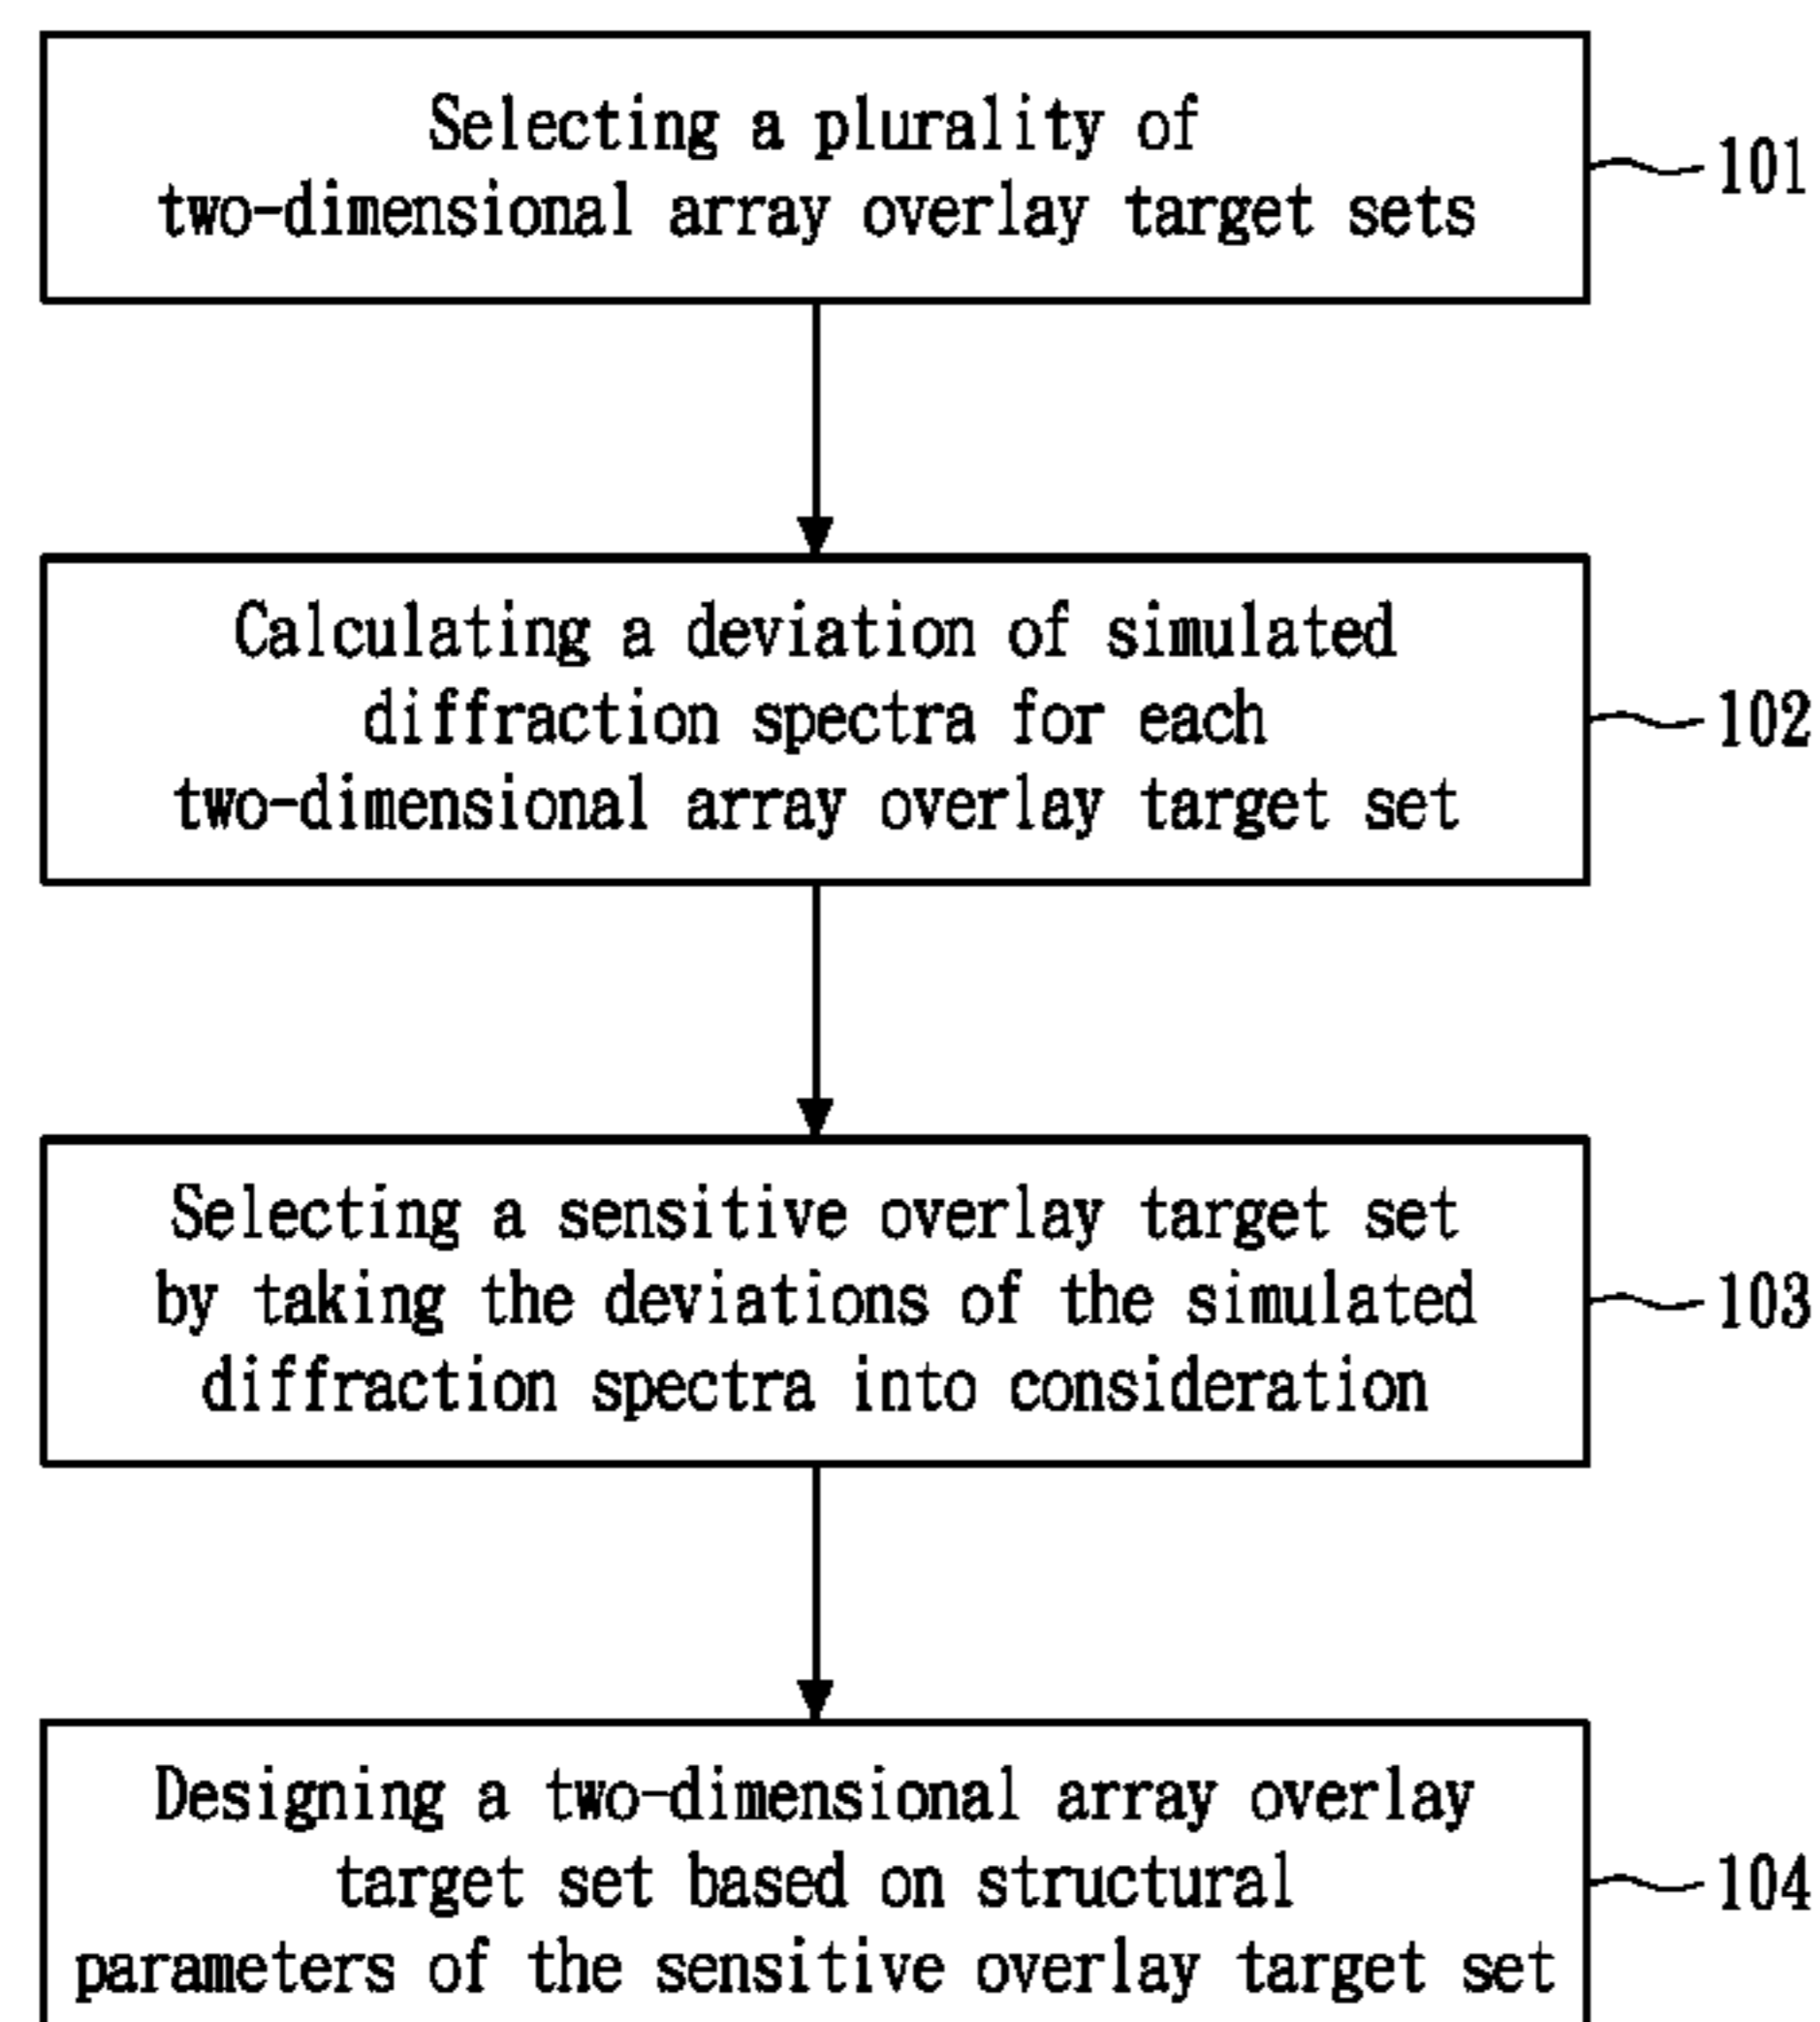 Selecting a plurality of
two-dimensional array overlay target sets
101
Calculating a deviation of simulated
diffraction spectra for each
two-dimensional array overlay target set
102
Selecting a sensitive overlay target set
by taking the deviations of the simulated
diffraction spectra into consideration
103
Designing a two-dimensional array overlay
target set based on structural
parameters of the sensitive overlay target set
104